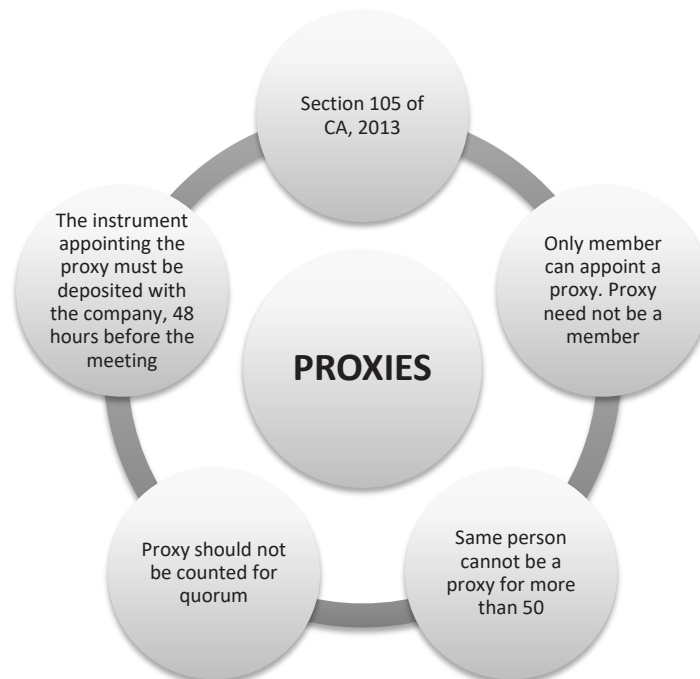 Section 105 of
CA, 2013
The instrument
appointing the
proxy must be
deposited with
the company, 48
hours before the
meeting
Only member
can appoint a
proxy. Proxy
need not be a
member
PROXIES
Proxy should not
be counted for
quorum
Same person
cannot be a
proxy for more
than 50